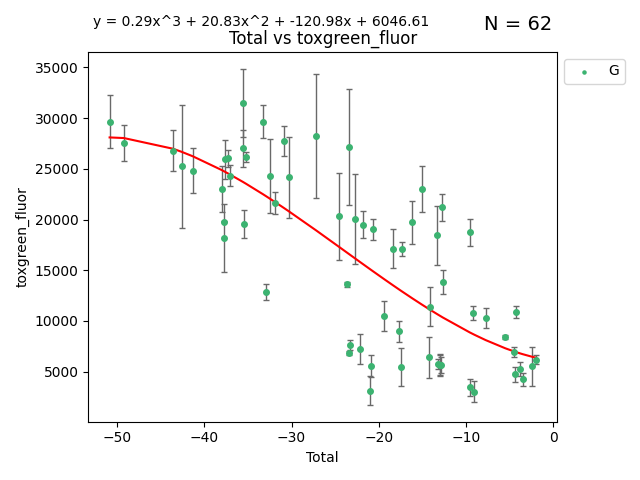 y = 0.29x^3 + 20.83x^2 + -120.98x + 6046.61
N = 62
Total vs toxgreen_fluor
G
35000
30000
25000
20000
15000
10000
5000
toxgreen_fluor
−50 −40 −30 −20 −10 0
Total